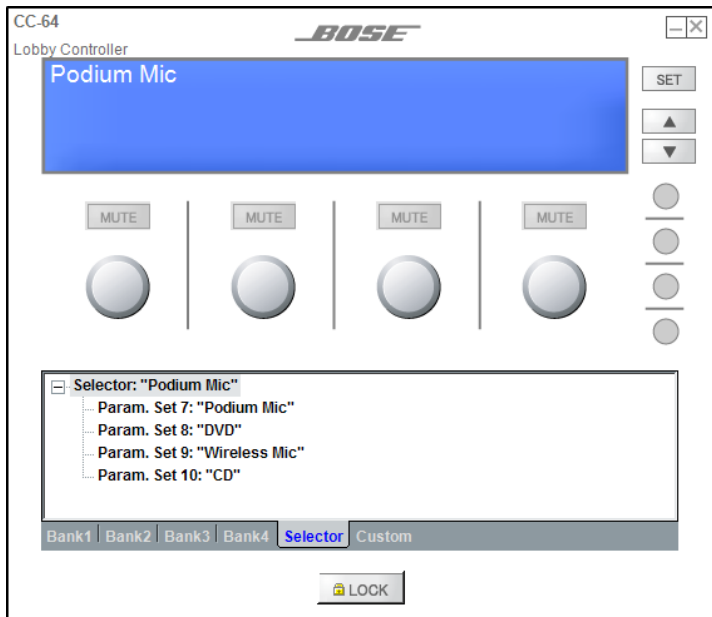 CC-64
BOSE
Lobby Controller
Podium Mic
SET
MUTE MUTE MUTE MUTE
Selector: "Podium Mic"
Param. Set 7: "Podium Mic"
Param. Set 8: "DVD"
Param. Set 9: "Wireless Mic"
Param. Set 10: "CD"
Bank1 Bank2 Bank3 Bank4 Selector Custom
LOCK